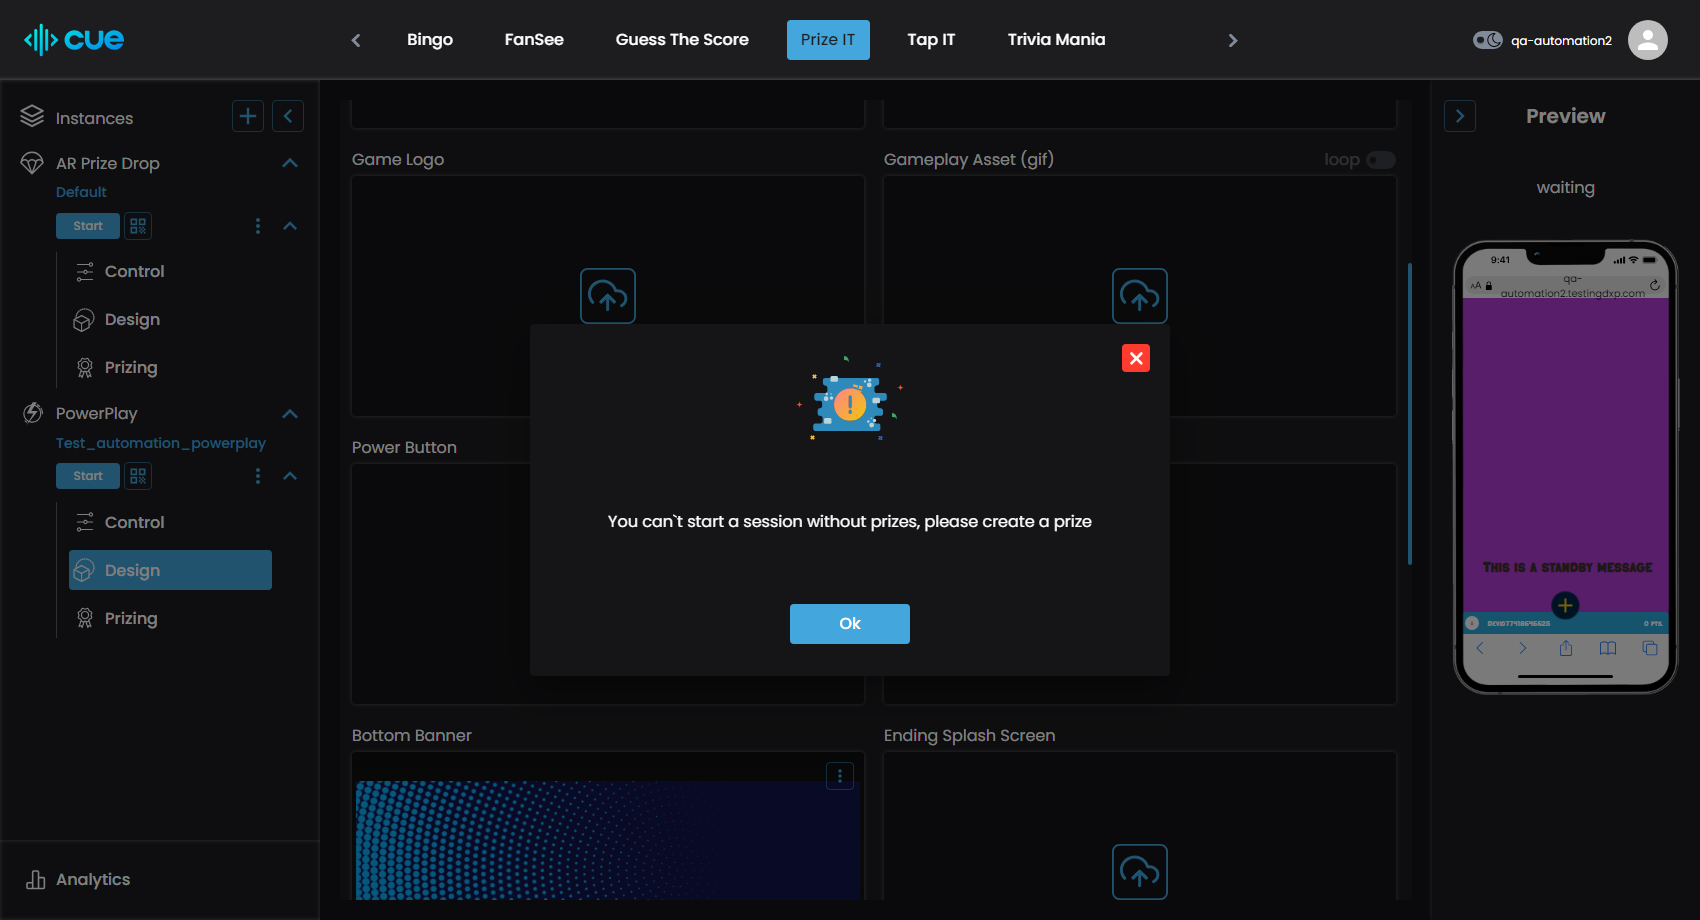 cue
Bingo
FanSee
Guess The Score
Prize IT
Tap IT
Trivia Mania
qa-automation2
Instances
AR Prize Drop
Default
Start
Control
Design
Prizing
PowerPlay
Test_automation_powerplay
Start
Control
Design
Prizing
Analytics
Game Logo
Gameplay Asset (gif)
loop
Power Button
You can`t start a session without prizes, please create a prize
Ok
Bottom Banner
Ending Splash Screen
Preview
waiting
9:41
AA
qa-
automation2.testingdxp.com
This is a standby message
0 PTS.